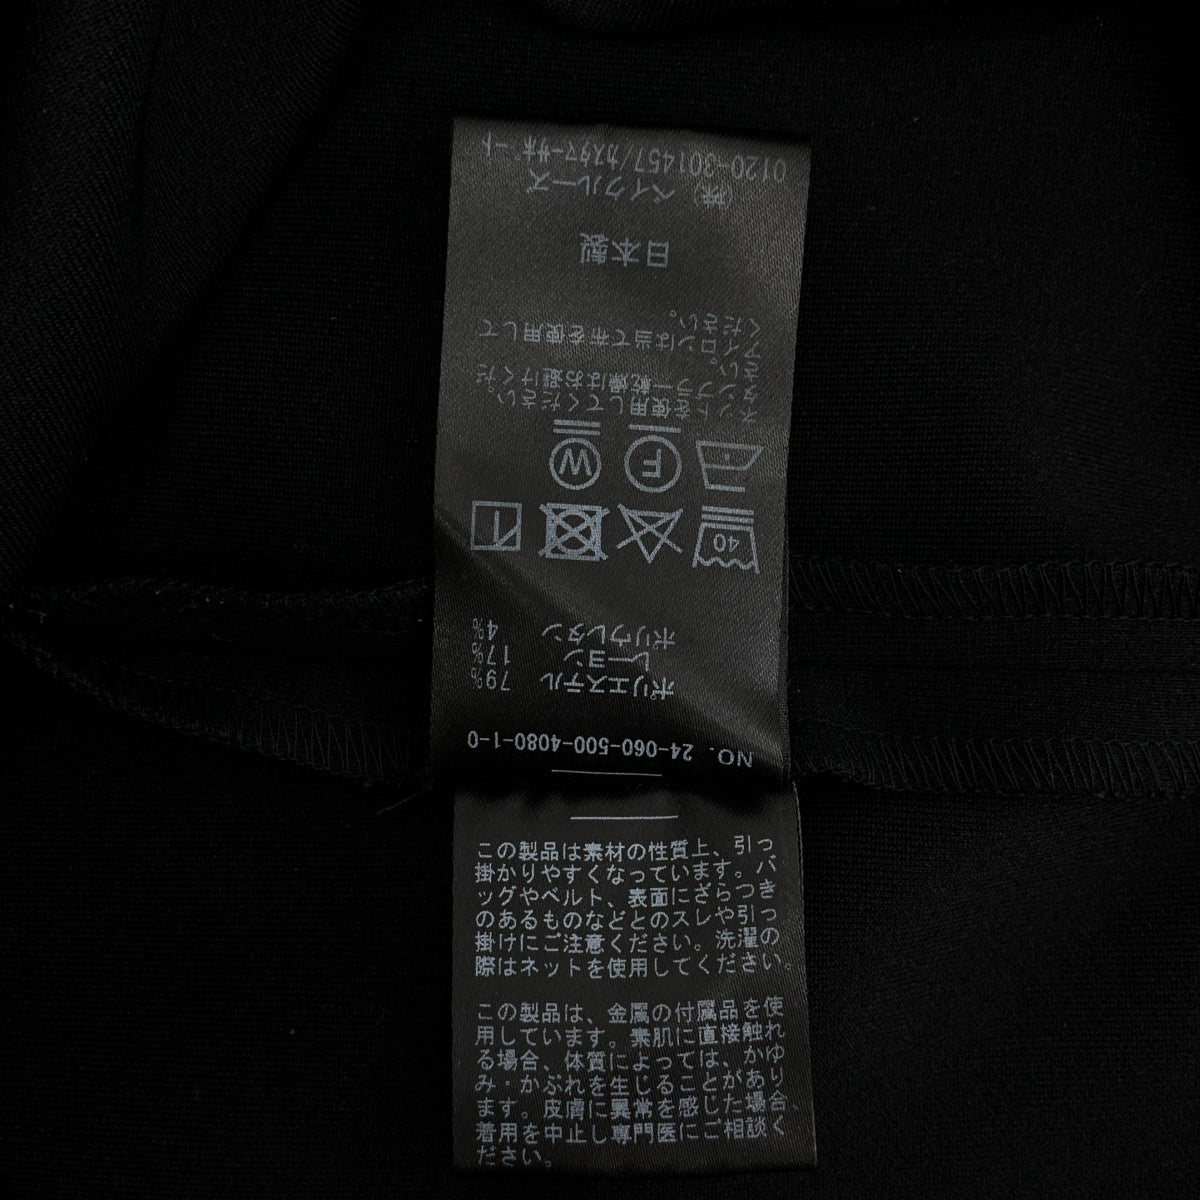 NO. 24-060-500-4080-1-0
ポリエステル 79%
レーヨン 17%
ポリウレタン 4%
40
F W
ネットを使用してください。
タンブラー乾燥はお避けくだ
さい。
アイロンは当て布を使用して
ください。
日本製
(株) ベイクルーズ
0120-301457/カスタマーサポート
この製品は素材の性質上、引っ
掛かりやすくなっています。バ
ッグやベルト、表面にざらつき
のあるものなどとのスレや引っ
掛けにご注意ください。洗濯の
際はネットを使用してください。
この製品は、金属の付属品を使
用しています。素肌に直接触れ
る場合、体質によっては、かゆ
み・かぶれを生じることがあり
ます。皮膚に異常を感じた場合、
着用を中止し専門医にご相談く
ださい。